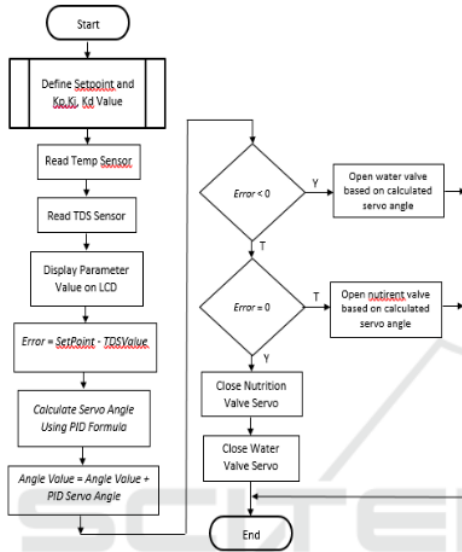 Start
Define Setpoint and
Kp,Ki, Kd Value
Read Temp Sensor
Read TDS Sensor
Display Parameter
Value on LCD
Error = SetPoint - TDSValue
Calculate Servo Angle
Using PID Formula
Angle Value = Angle Value +
PID Servo Angle
Error < 0
Y
Open water valve
based on calculated
servo angle
T
Error = 0
T
Open nutirent valve
based on calculated
servo angle
Y
Close Nutrition
Valve Servo
Close Water
Valve Servo
End
SCITE